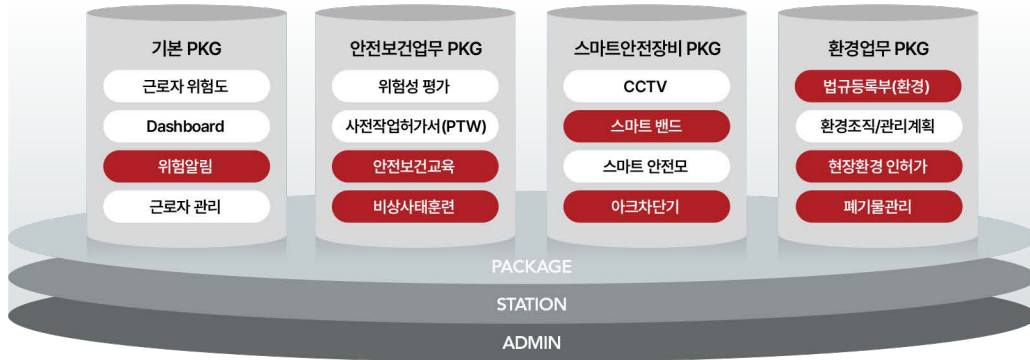 기본 PKG
근로자 위험도
Dashboard
위험알림
근로자 관리
안전보건업무 PKG
위험성 평가
사전작업허가서(PTW)
안전보건교육
비상사태훈련
스마트안전장비 PKG
CCTV
스마트 밴드
스마트 안전모
아크차단기
환경업무 PKG
법규등록부(환경)
환경조직/관리계획
현장환경 인허가
폐기물관리
PACKAGE
STATION
ADMIN